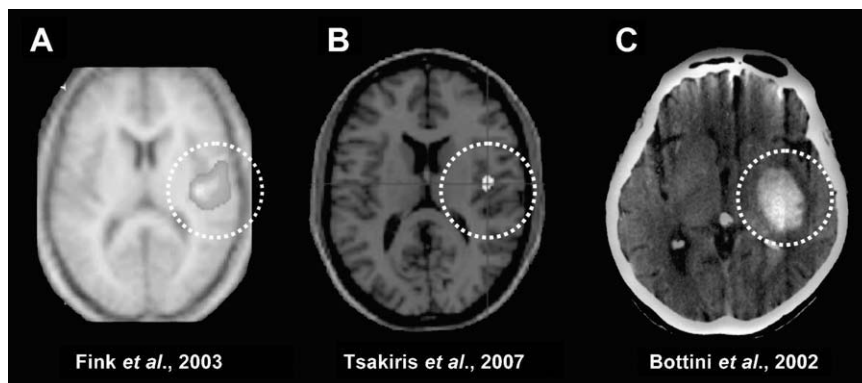 A
B
C
Fink et al., 2003
Tsakiris et al., 2007
Bottini et al., 2002